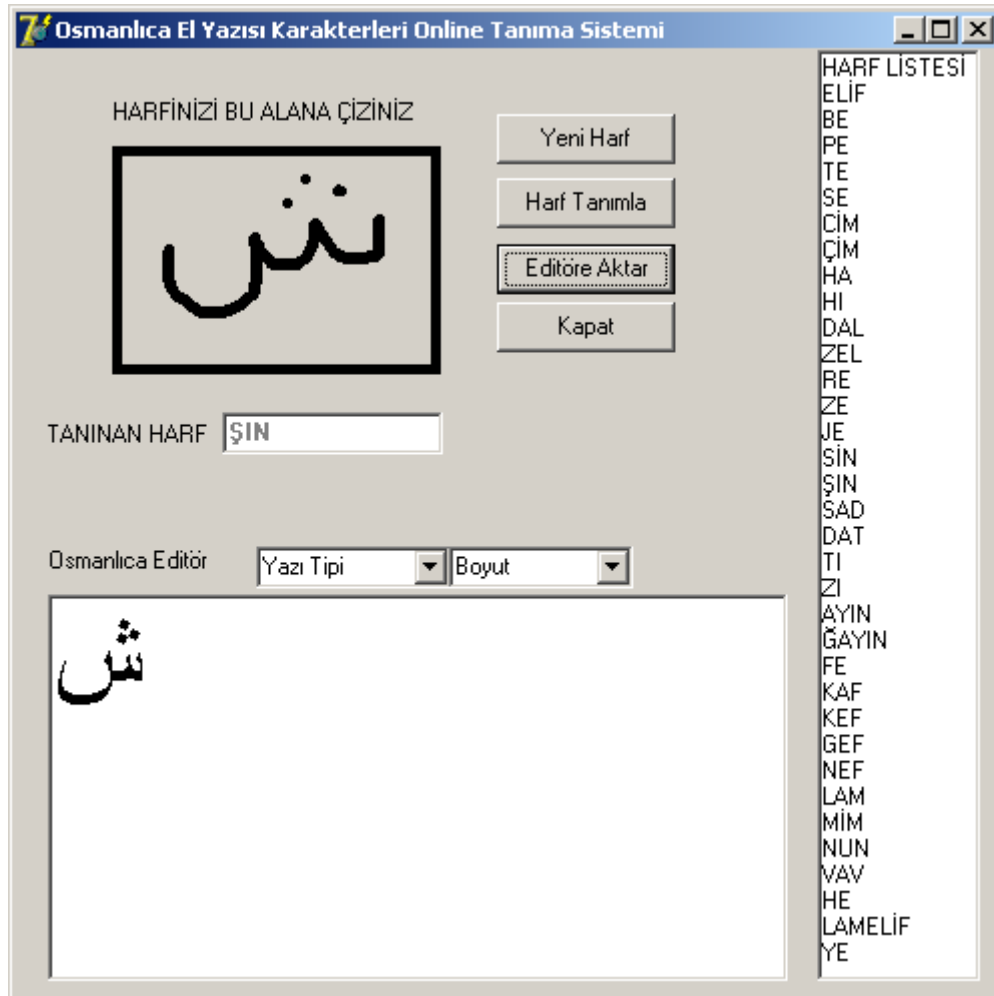 Osmanlıca El Yazısı Karakterleri Online Tanıma Sistemi
HARFİNİZİ BU ALANA ÇİZİNİZ
ش
Yeni Harf
Harf Tanımla
Editöre Aktar
Kapat
TANINAN HARF ŞIN
Osmanlıca Editör Yazı Tipi Boyut
ش
HARF LİSTESİ
ELİF
BE
PE
TE
SE
CİM
ÇİM
HA
HI
DAL
ZEL
RE
ZE
JE
SİN
ŞIN
SAD
DAT
TI
ZI
AYIN
ĞAYIN
FE
KAF
KEF
GEF
NEF
LAM
MİM
NUN
VAV
HE
LAMELİF
YE